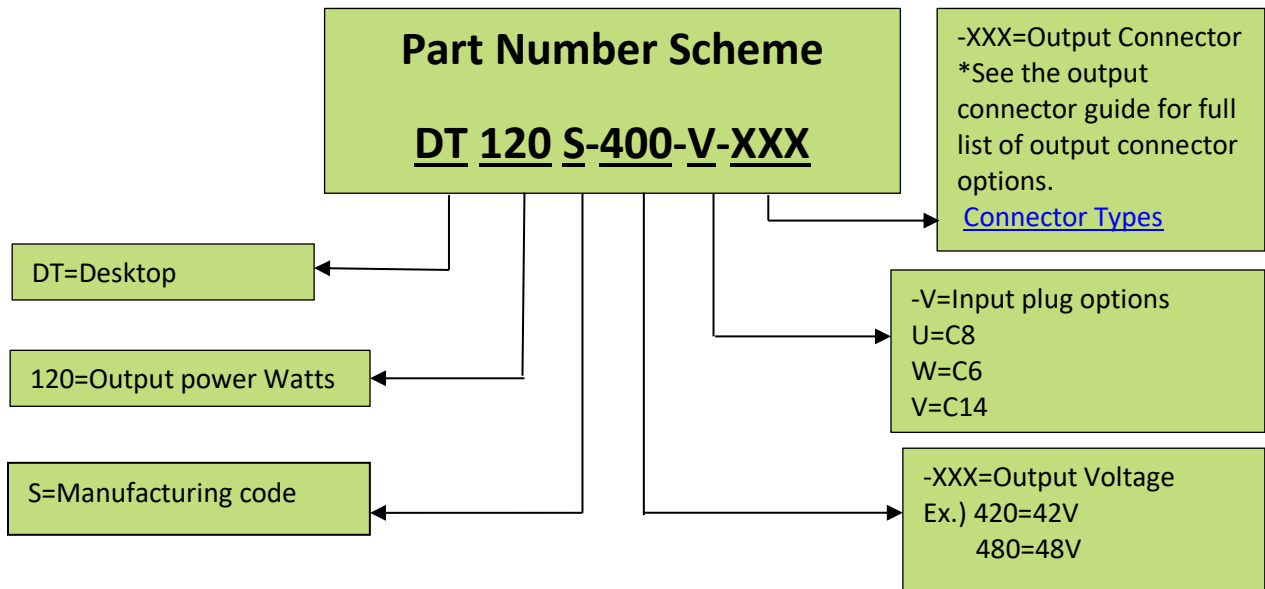 Part Number Scheme
DT 120 S-400-V-XXX
-XXX=Output Connector
*See the output
connector guide for full
list of output connector
options.
Connector Types
DT=Desktop
-V=Input plug options
U=C8
W=C6
V=C14
120=Output power Watts
S=Manufacturing code
-XXX=Output Voltage
Ex.) 420=42V
480=48V